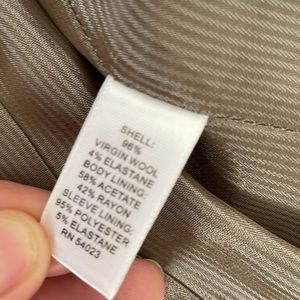 SHELL:
96%
VIRGIN WOOL
4% ELASTANE
BODY LINING:
58% ACETATE
42% RAYON
SLEEVE LINING:
95% POLYESTER
5% ELASTANE
RN 54023